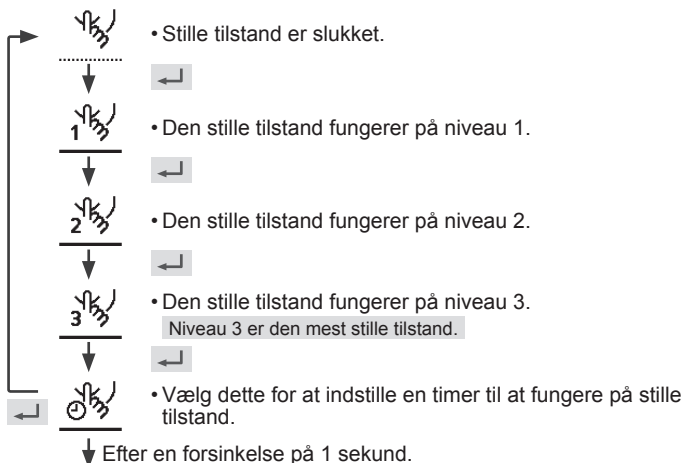 • Stille tilstand er slukket.
1
• Den stille tilstand fungerer på niveau 1.
2
• Den stille tilstand fungerer på niveau 2.
3
• Den stille tilstand fungerer på niveau 3.
Niveau 3 er den mest stille tilstand.
• Vælg dette for at indstille en timer til at fungere på stille
tilstand.
Efter en forsinkelse på 1 sekund.